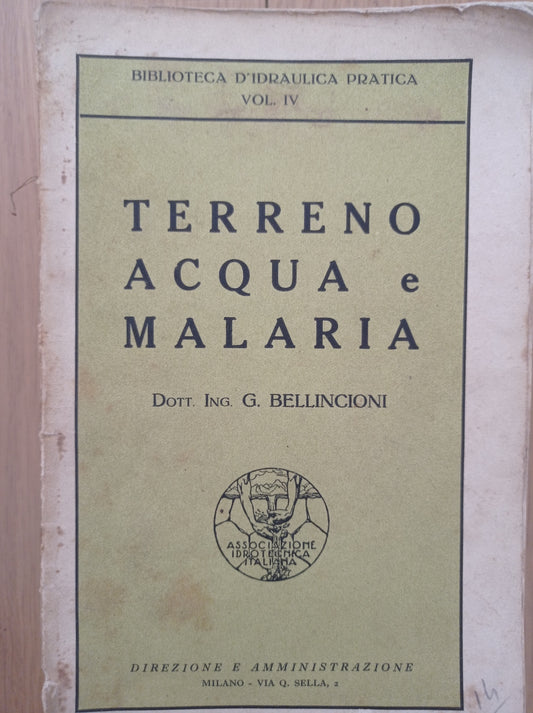 BIBLIOTECA D'IDRAULICA PRATICA
VOL. IV
TERRENO
ACQUA e
MALARIA
DOTT. ING. G. BELLINCIONI
ASSOCIAZIONE
IDROTECNICA
ITALIANA
DIREZIONE E AMMINISTRAZIONE
MILANO - VIA Q. SELLA, 2